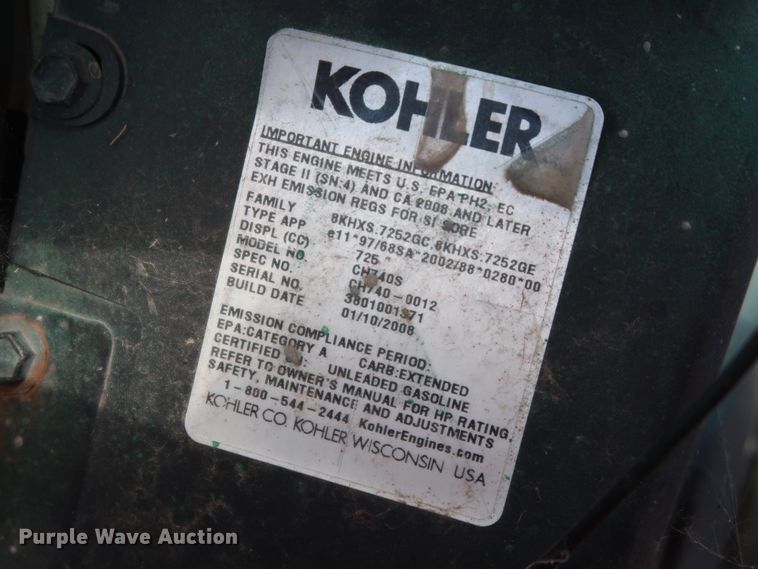 KOHLER
IMPORTANT ENGINE INFORMATION
THIS ENGINE MEETS U.S. EPA PH2, EC
STAGE II (SN:4) AND CA 2008 AND LATER
EXH EMISSION REGS FOR SI SORE
FAMILY 8KHXS.7252GC, 8KHXS.7252GE
TYPE APP e11*97/68SA*2002/88*0280*00
DISPL (CC) 725
MODEL NO. CH740S
SPEC NO. CH740-0012
SERIAL NO. 3801001371
BUILD DATE 01/10/2008
EMISSION COMPLIANCE PERIOD:
EPA:CATEGORY A CARB:EXTENDED
CERTIFIED UNLEADED GASOLINE
REFER TO OWNER'S MANUAL FOR HP RATING,
SAFETY, MAINTENANCE AND ADJUSTMENTS
1-800-544-2444 KohlerEngines.com
KOHLER CO. KOHLER WISCONSIN USA
Purple Wave Auction